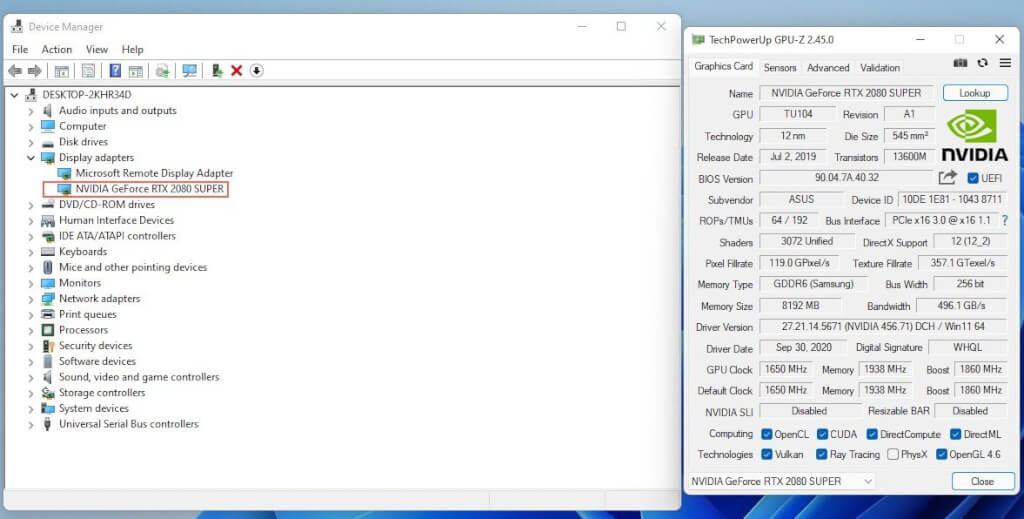 Device Manager
File Action View Help
DESKTOP-2KHR34D
Audio inputs and outputs
Computer
Disk drives
Display adapters
Microsoft Remote Display Adapter
NVIDIA GeForce RTX 2080 SUPER
DVD/CD-ROM drives
Human Interface Devices
IDE ATA/ATAPI controllers
Keyboards
Mice and other pointing devices
Monitors
Network adapters
Print queues
Processors
Security devices
Software devices
Sound, video and game controllers
Storage controllers
System devices
Universal Serial Bus controllers
TechPowerUp GPU-Z 2.45.0
Graphics Card Sensors Advanced Validation
Name NVIDIA GeForce RTX 2080 SUPER Lookup
GPU TU104 Revision A1
Technology 12 nm Die Size 545 mm²
Release Date Jul 2, 2019 Transistors 13600M
NVIDIA
BIOS Version 90.04.7A.40.32 UEFI
Subvendor ASUS Device ID 10DE 1E81 - 1043 8711
ROPs/TMUs 64 / 192 Bus Interface PCIe x16 3.0 @ x16 1.1 ?
Shaders 3072 Unified DirectX Support 12 (12_2)
Pixel Fillrate 119.0 GPixel/s Texture Fillrate 357.1 GTexel/s
Memory Type GDDR6 (Samsung) Bus Width 256 bit
Memory Size 8192 MB Bandwidth 496.1 GB/s
Driver Version 27.21.14.5671 (NVIDIA 456.71) DCH / Win11 64
Driver Date Sep 30, 2020 Digital Signature WHQL
GPU Clock 1650 MHz Memory 1938 MHz Boost 1860 MHz
Default Clock 1650 MHz Memory 1938 MHz Boost 1860 MHz
NVIDIA SLI Disabled Resizable BAR Disabled
Computing OpenCL CUDA DirectCompute DirectML
Technologies Vulkan Ray Tracing PhysX OpenGL 4.6
NVIDIA GeForce RTX 2080 SUPER Close